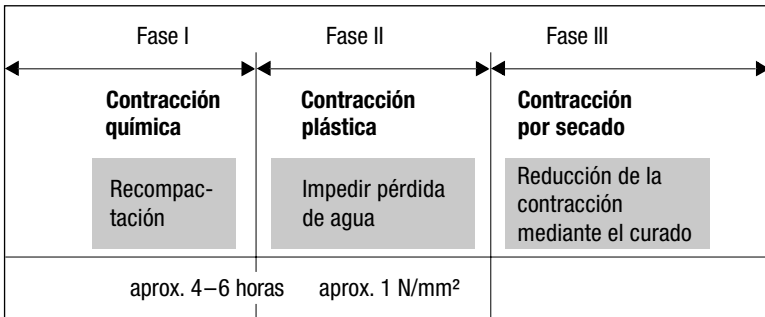 Fase I
Fase II
Fase III
Contracción
química
Contracción
plástica
Contracción
por secado
Recompac-
tación
Impedir pérdida
de agua
Reducción de la
contracción
mediante el curado
aprox. 4–6 horas
aprox. 1 N/mm²